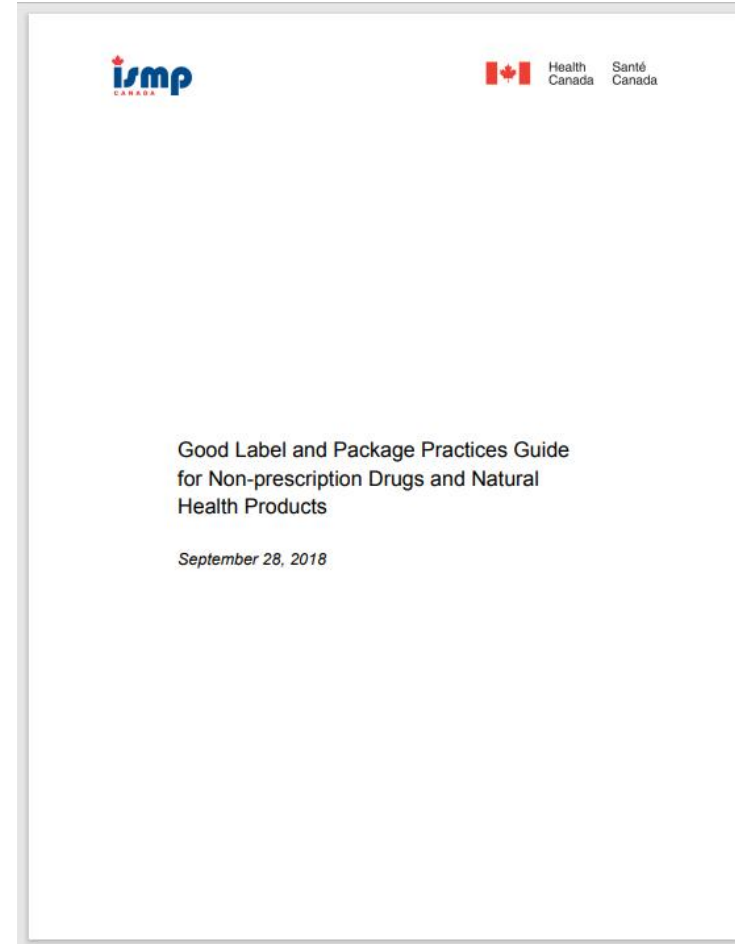 ismp
CANADA
Health Canada
Santé Canada
Good Label and Package Practices Guide
for Non-prescription Drugs and Natural
Health Products
September 28, 2018